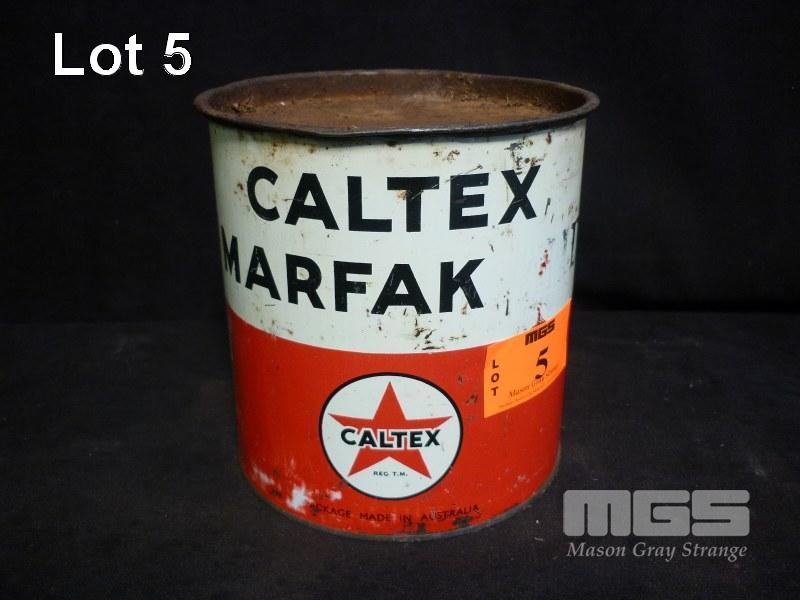 Lot 5
CALTEX
MARFAK
MGS
LOT
5
CALTEX
REG. T.M.
PACKAGE MADE IN AUSTRALIA
MGS
Mason Gray Strange